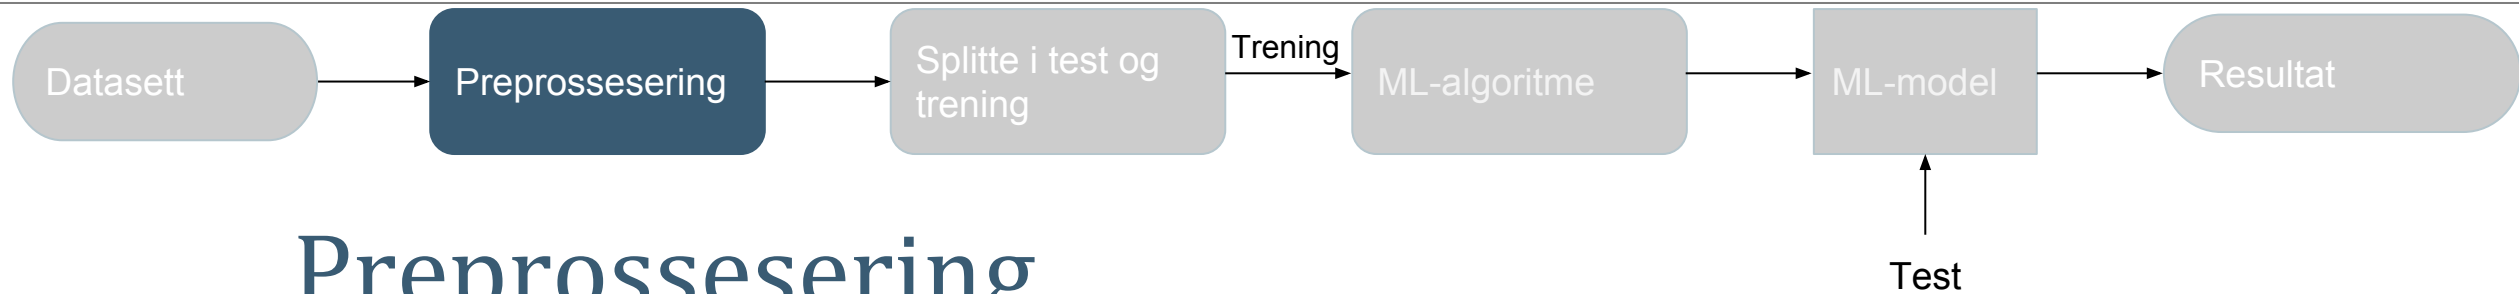 Datasett
Preprossesering
Splitte i test og
trening
Trening
ML-algoritme
ML-model
Resultat
Test
Preprossesering